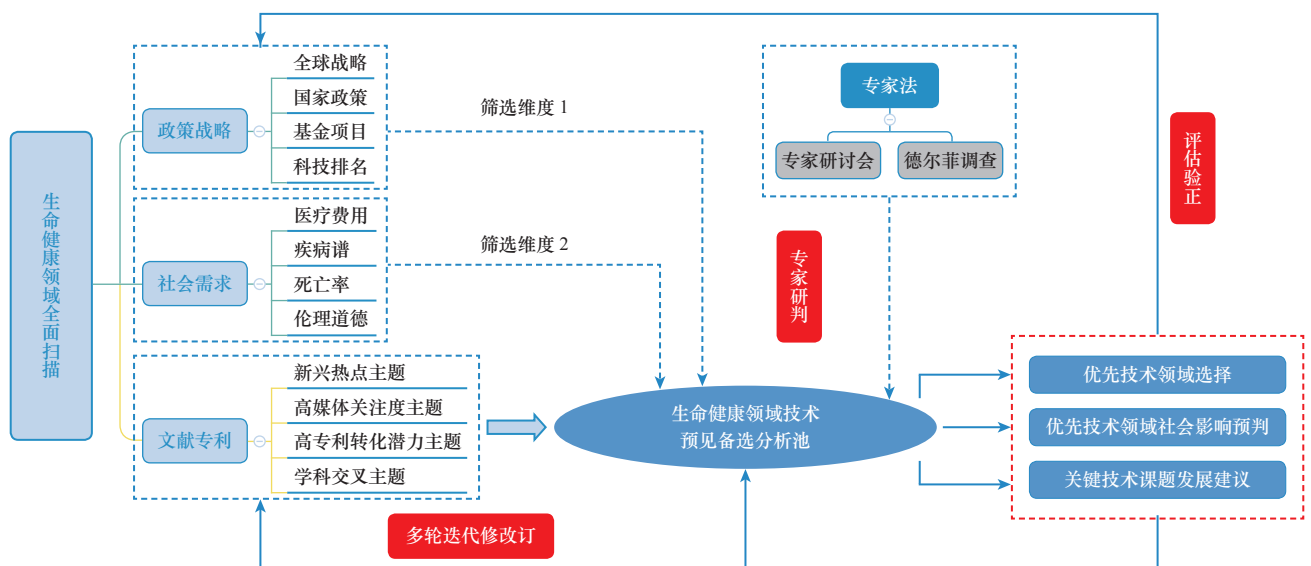 生命健康领域全面扫描
政策战略
全球战略
国家政策
基金项目
科技排名
社会需求
医疗费用
疾病谱
死亡率
伦理道德
文献专利
新兴热点主题
高媒体关注度主题
高专利转化潜力主题
学科交叉主题
筛选维度 1
筛选维度 2
专家法
专家研讨会
德尔菲调查
专家研判
评估验正
生命健康领域技术
预见备选分析池
优先技术领域选择
优先技术领域社会影响预判
关键技术课题发展建议
多轮迭代修改订